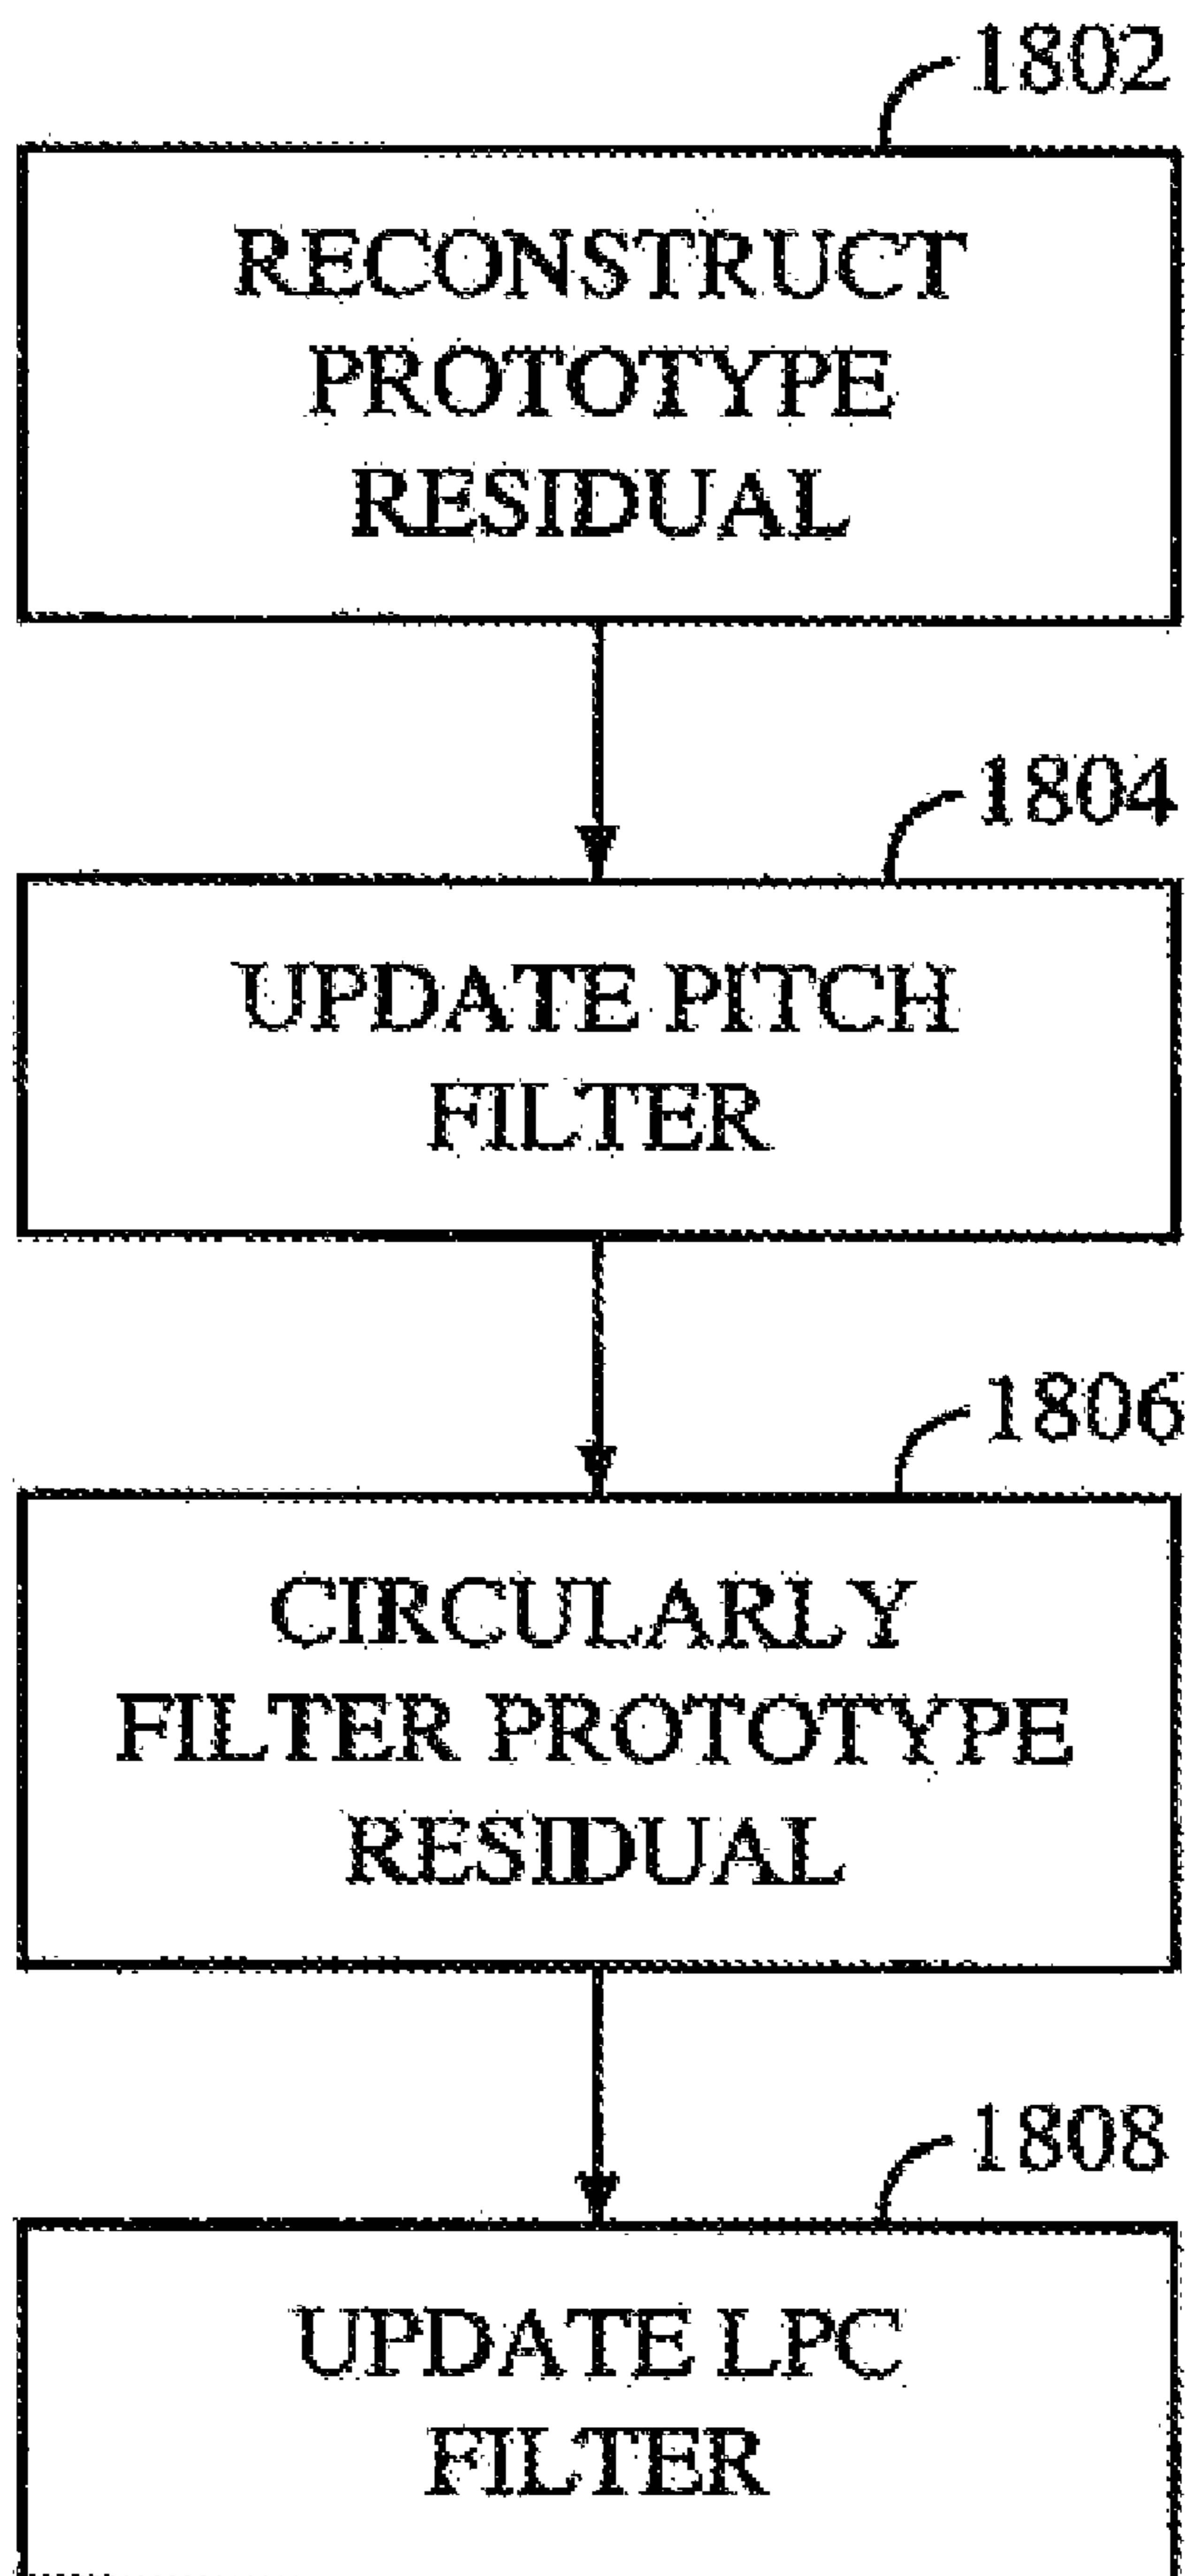 1802
RECONSTRUCT
PROTOTYPE
RESIDUAL
1804
UPDATE PITCH
FILTER
1806
CIRCULARLY
FILTER PROTOTYPE
RESIDUAL
1808
UPDATE LPC
FILTER